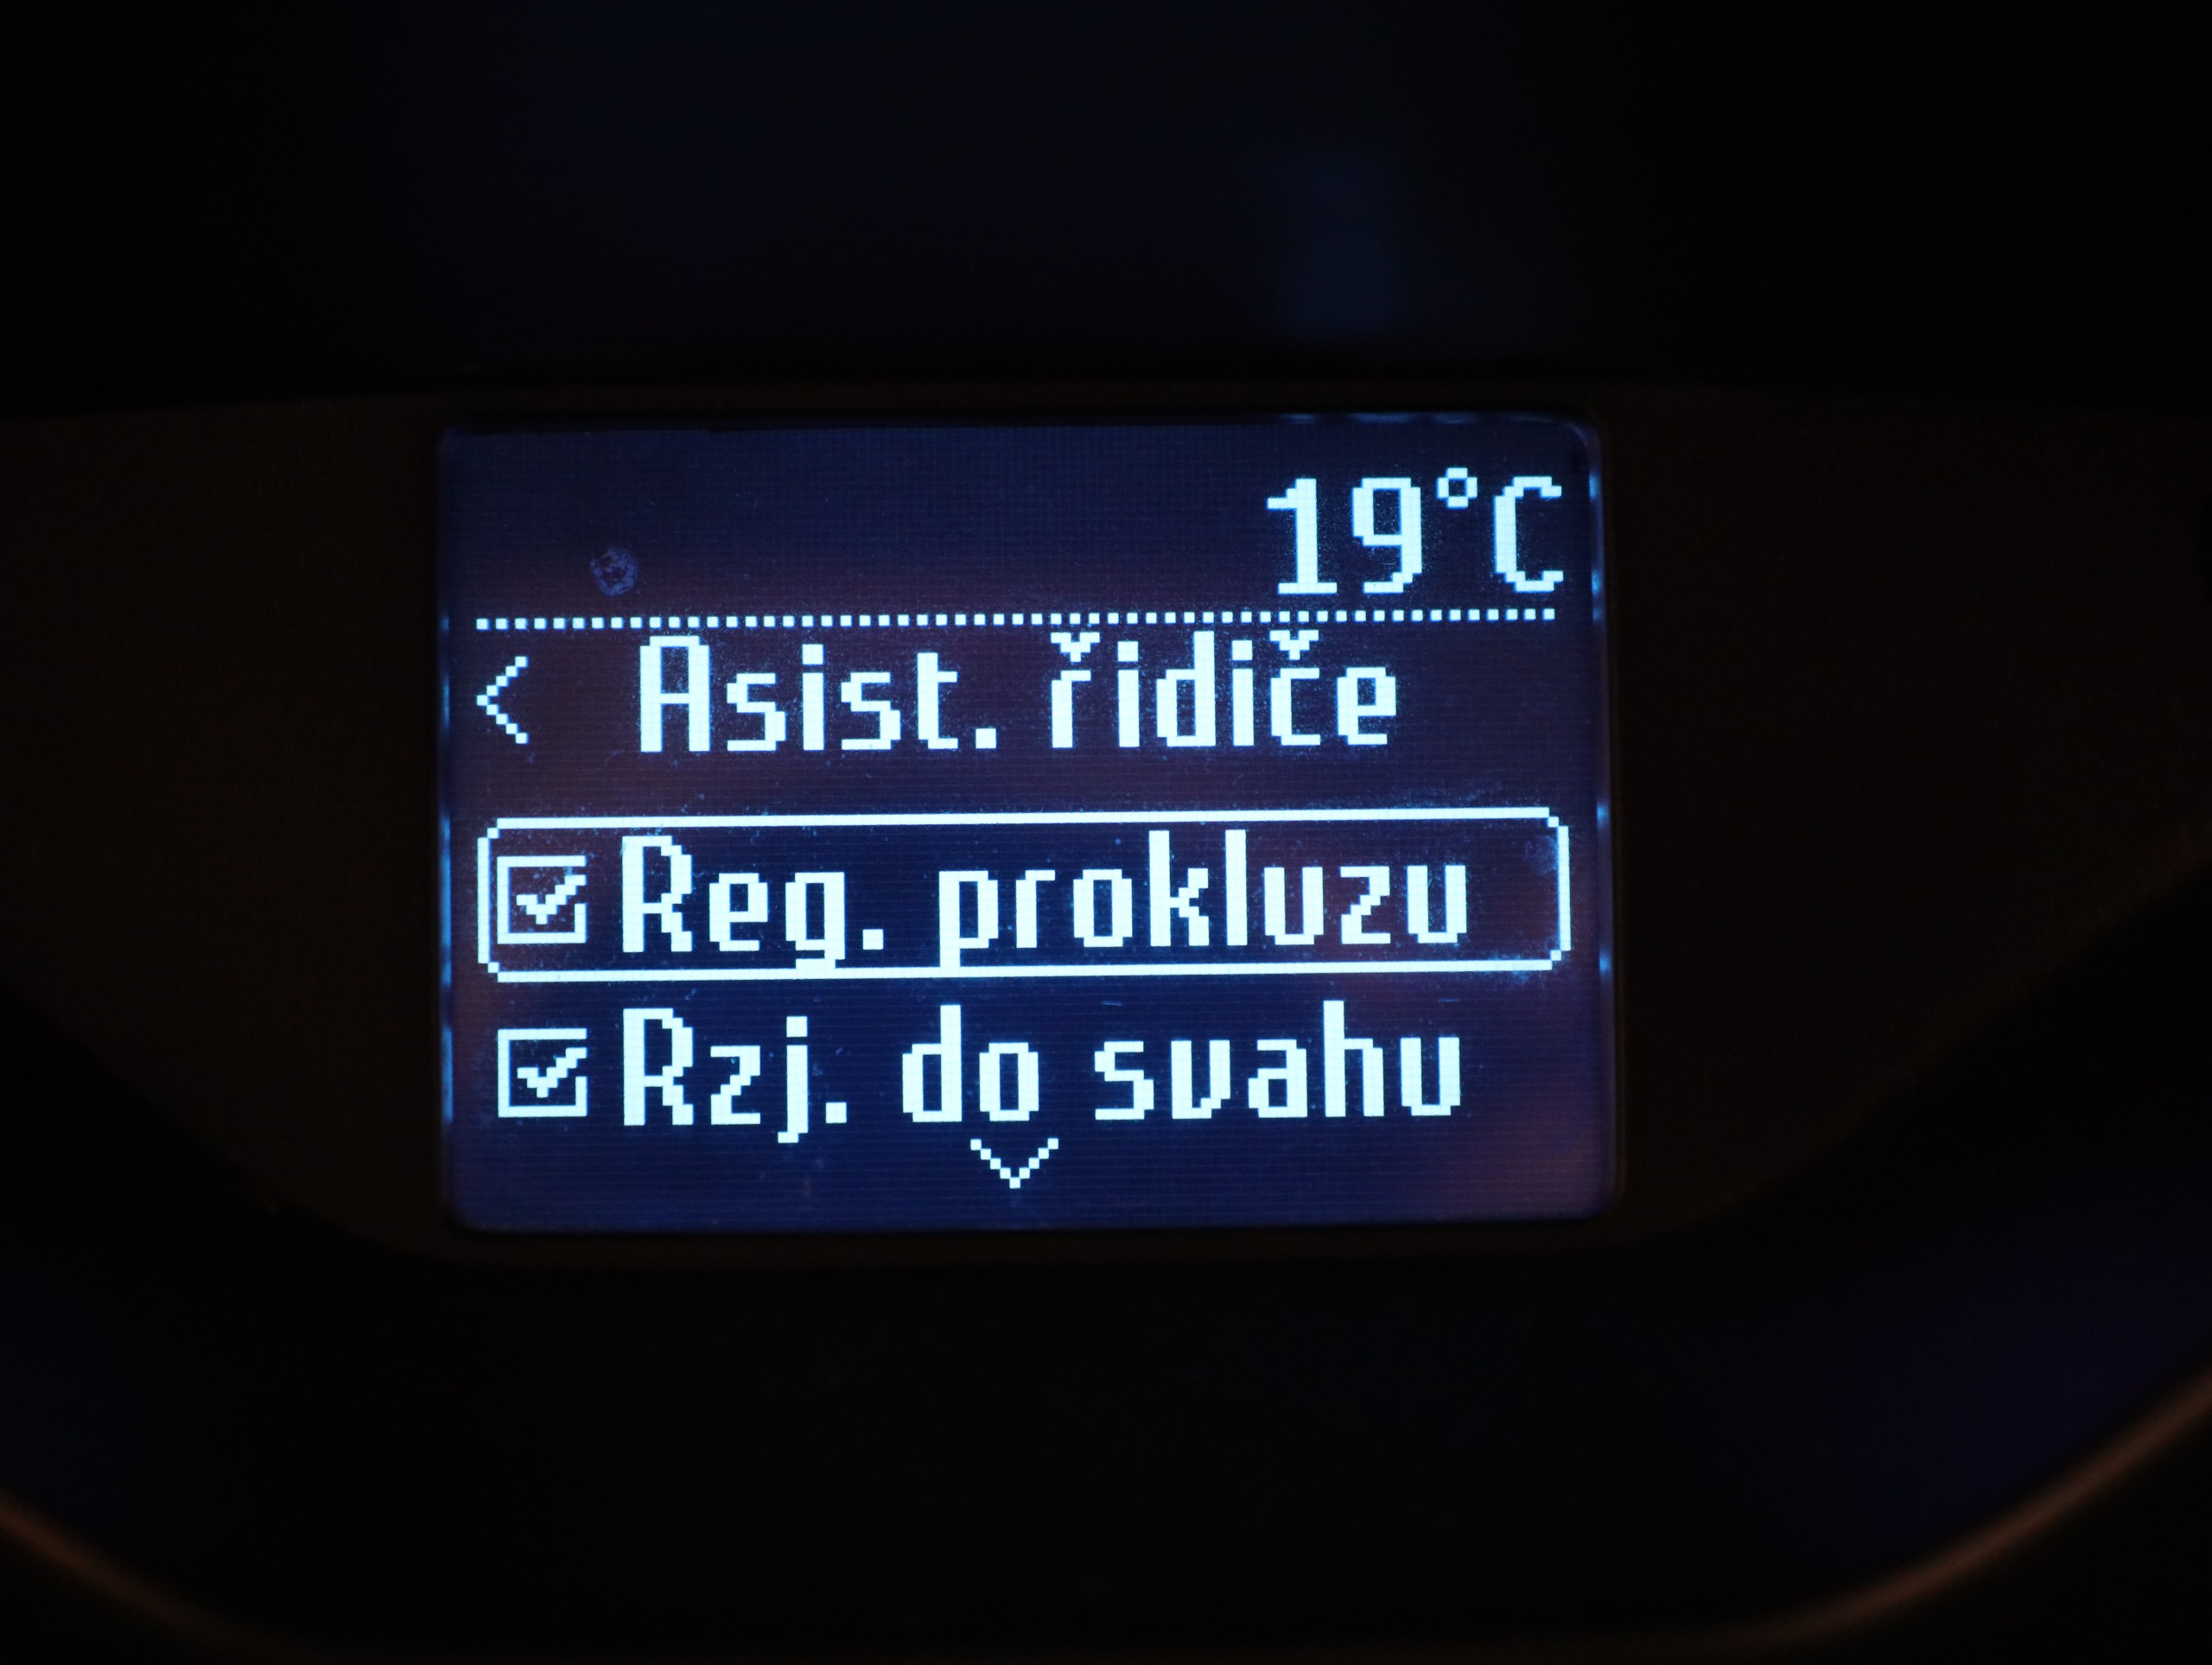 19°C
Asist. řidiče
Reg. prokluzu
Rzj. do svahu